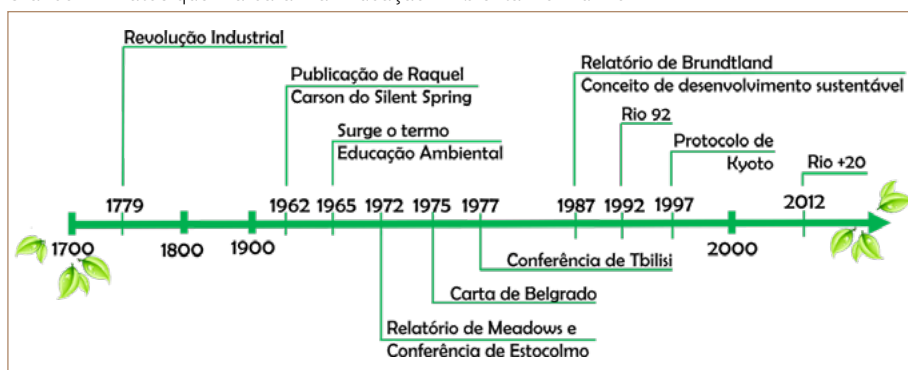 Revolução Industrial
Publicação de Raquel
Carson do Silent Spring
Surge o termo
Educação Ambiental
Relatório de Brundtland
Conceito de desenvolvimento sustentável
Rio 92
Protocolo de
Kyoto
Rio +20
1779 1962 1965 1972 1975 1977 1987 1992 1997 2012
1700 1800 1900 2000
Conferência de Tbilisi
Carta de Belgrado
Relatório de Meadows e
Conferência de Estocolmo